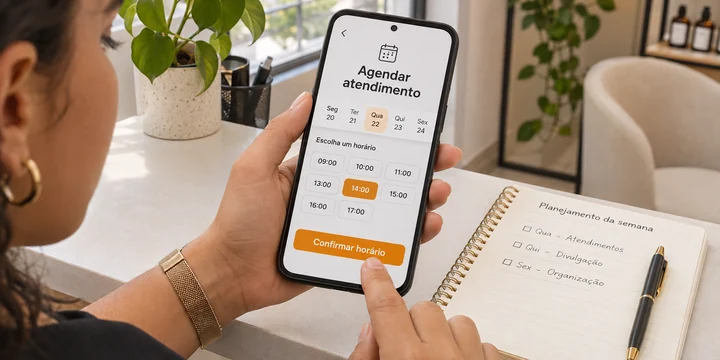 Agendar
atendimento
Seg Ter Qua Qui Sex
20 21 22 23 24
Escolha um horário
09:00 10:00 11:00
13:00 14:00 15:00
16:00 17:00
Confirmar horário
Planejamento da semana
Qua - Atendimentos
Qui - Divulgação
Sex - Organização